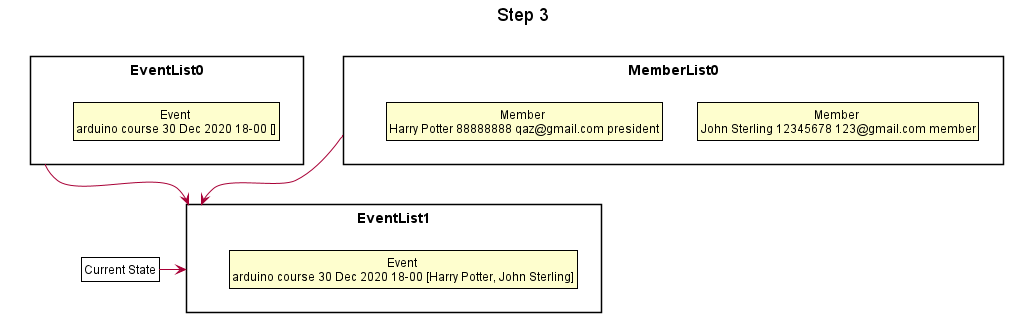 Step 3
EventList0
Event
arduino course 30 Dec 2020 18-00 []
MemberList0
Member
Harry Potter 88888888 qaz@gmail.com president
Member
John Sterling 12345678 123@gmail.com member
EventList1
Event
arduino course 30 Dec 2020 18-00 [Harry Potter, John Sterling]
Current State